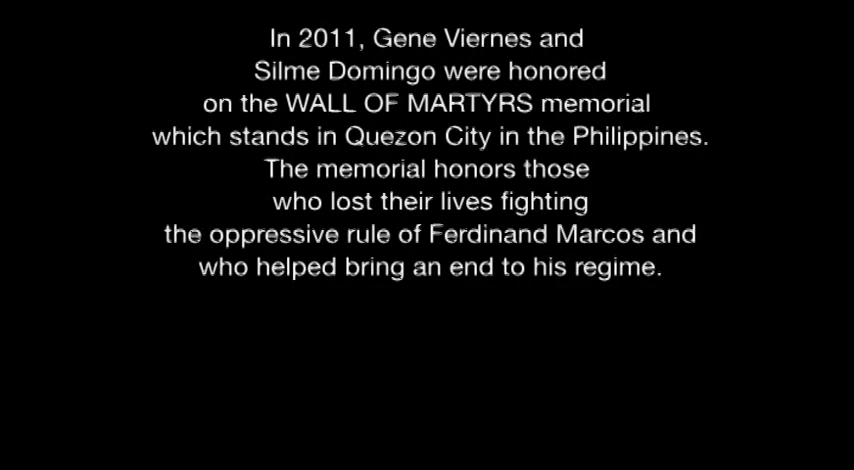 In 2011, Gene Viernes and
Silme Domingo were honored
on the WALL OF MARTYRS memorial
which stands in Quezon City in the Philippines.
The memorial honors those
who lost their lives fighting
the oppressive rule of Ferdinand Marcos and
who helped bring an end to his regime.